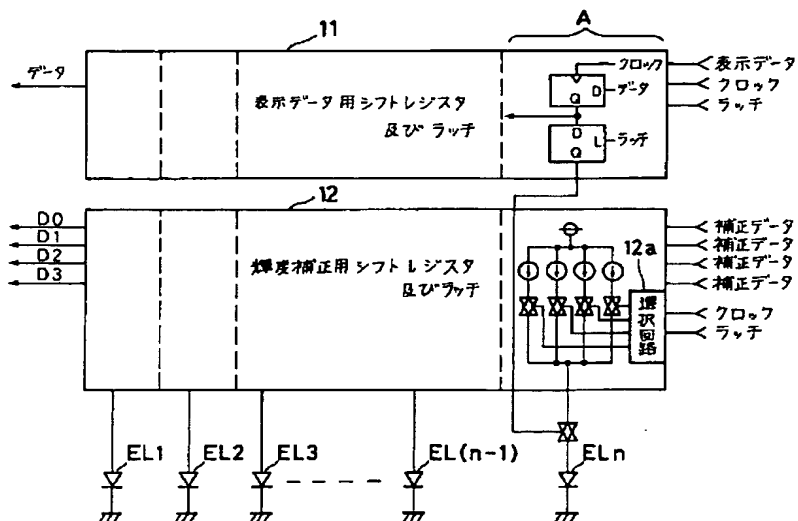 11
A
データ
表示データ用シフトレジスタ
及びラッチ
クロック
D データ
Q
D
L ラッチ
Q
表示データ
クロック
ラッチ
12
D0
D1
D2
D3
輝度補正用シフトレジスタ
及びラッチ
12a
選択回路
補正データ
補正データ
補正データ
補正データ
クロック
ラッチ
EL1
EL2
EL3
EL(n-1)
ELn